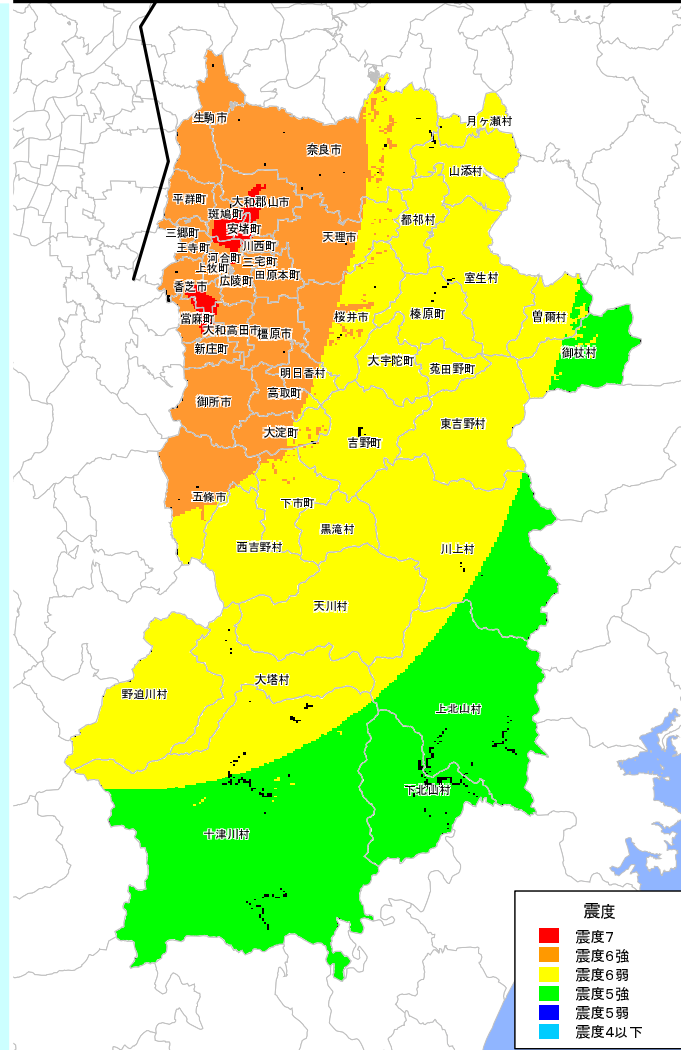 生駒市
月ヶ瀬村
奈良市
山添村
平群町
大和郡山市
斑鳩町
都祁村
安堵町
三郷町
天理市
王寺町
川西町
河合町
三宅町
上牧町
田原本町
室生村
広陵町
香芝市
榛原町
桜井市
曽爾村
當麻町
大和高田市
橿原市
新庄町
御杖村
大宇陀町
菟田野町
明日香村
高取町
御所市
東吉野村
大淀町
吉野町
五條市
下市町
黒滝村
西吉野村
川上村
天川村
大塔村
野迫川村
上北山村
下北山村
十津川村
震度
震度7
震度6強
震度6弱
震度5強
震度5弱
震度4以下